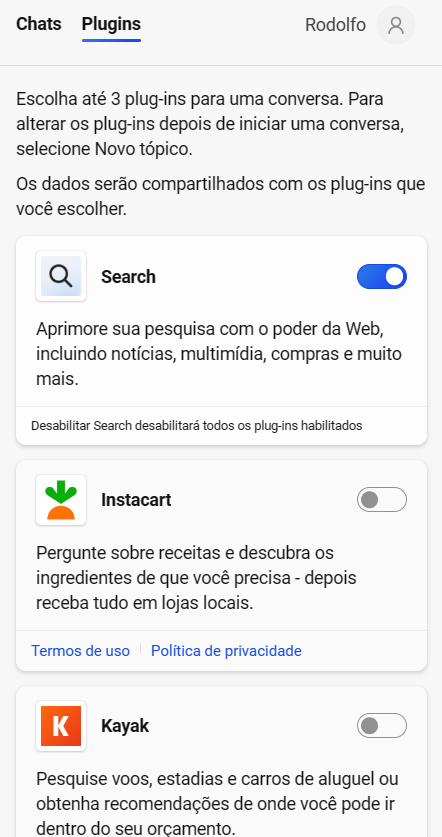 Chats Plugins Rodolfo
Escolha até 3 plug-ins para uma conversa. Para
alterar os plug-ins depois de iniciar uma conversa,
selecione Novo tópico.
Os dados serão compartilhados com os plug-ins que
você escolher.
Search
Aprimore sua pesquisa com o poder da Web,
incluindo notícias, multimídia, compras e muito
mais.
Desabilitar Search desabilitará todos os plug-ins habilitados
Instacart
Pergunte sobre receitas e descubra os
ingredientes de que você precisa - depois
receba tudo em lojas locais.
Termos de uso Política de privacidade
K Kayak
Pesquise voos, estadias e carros de aluguel ou
obtenha recomendações de onde você pode ir
dentro do seu orçamento.